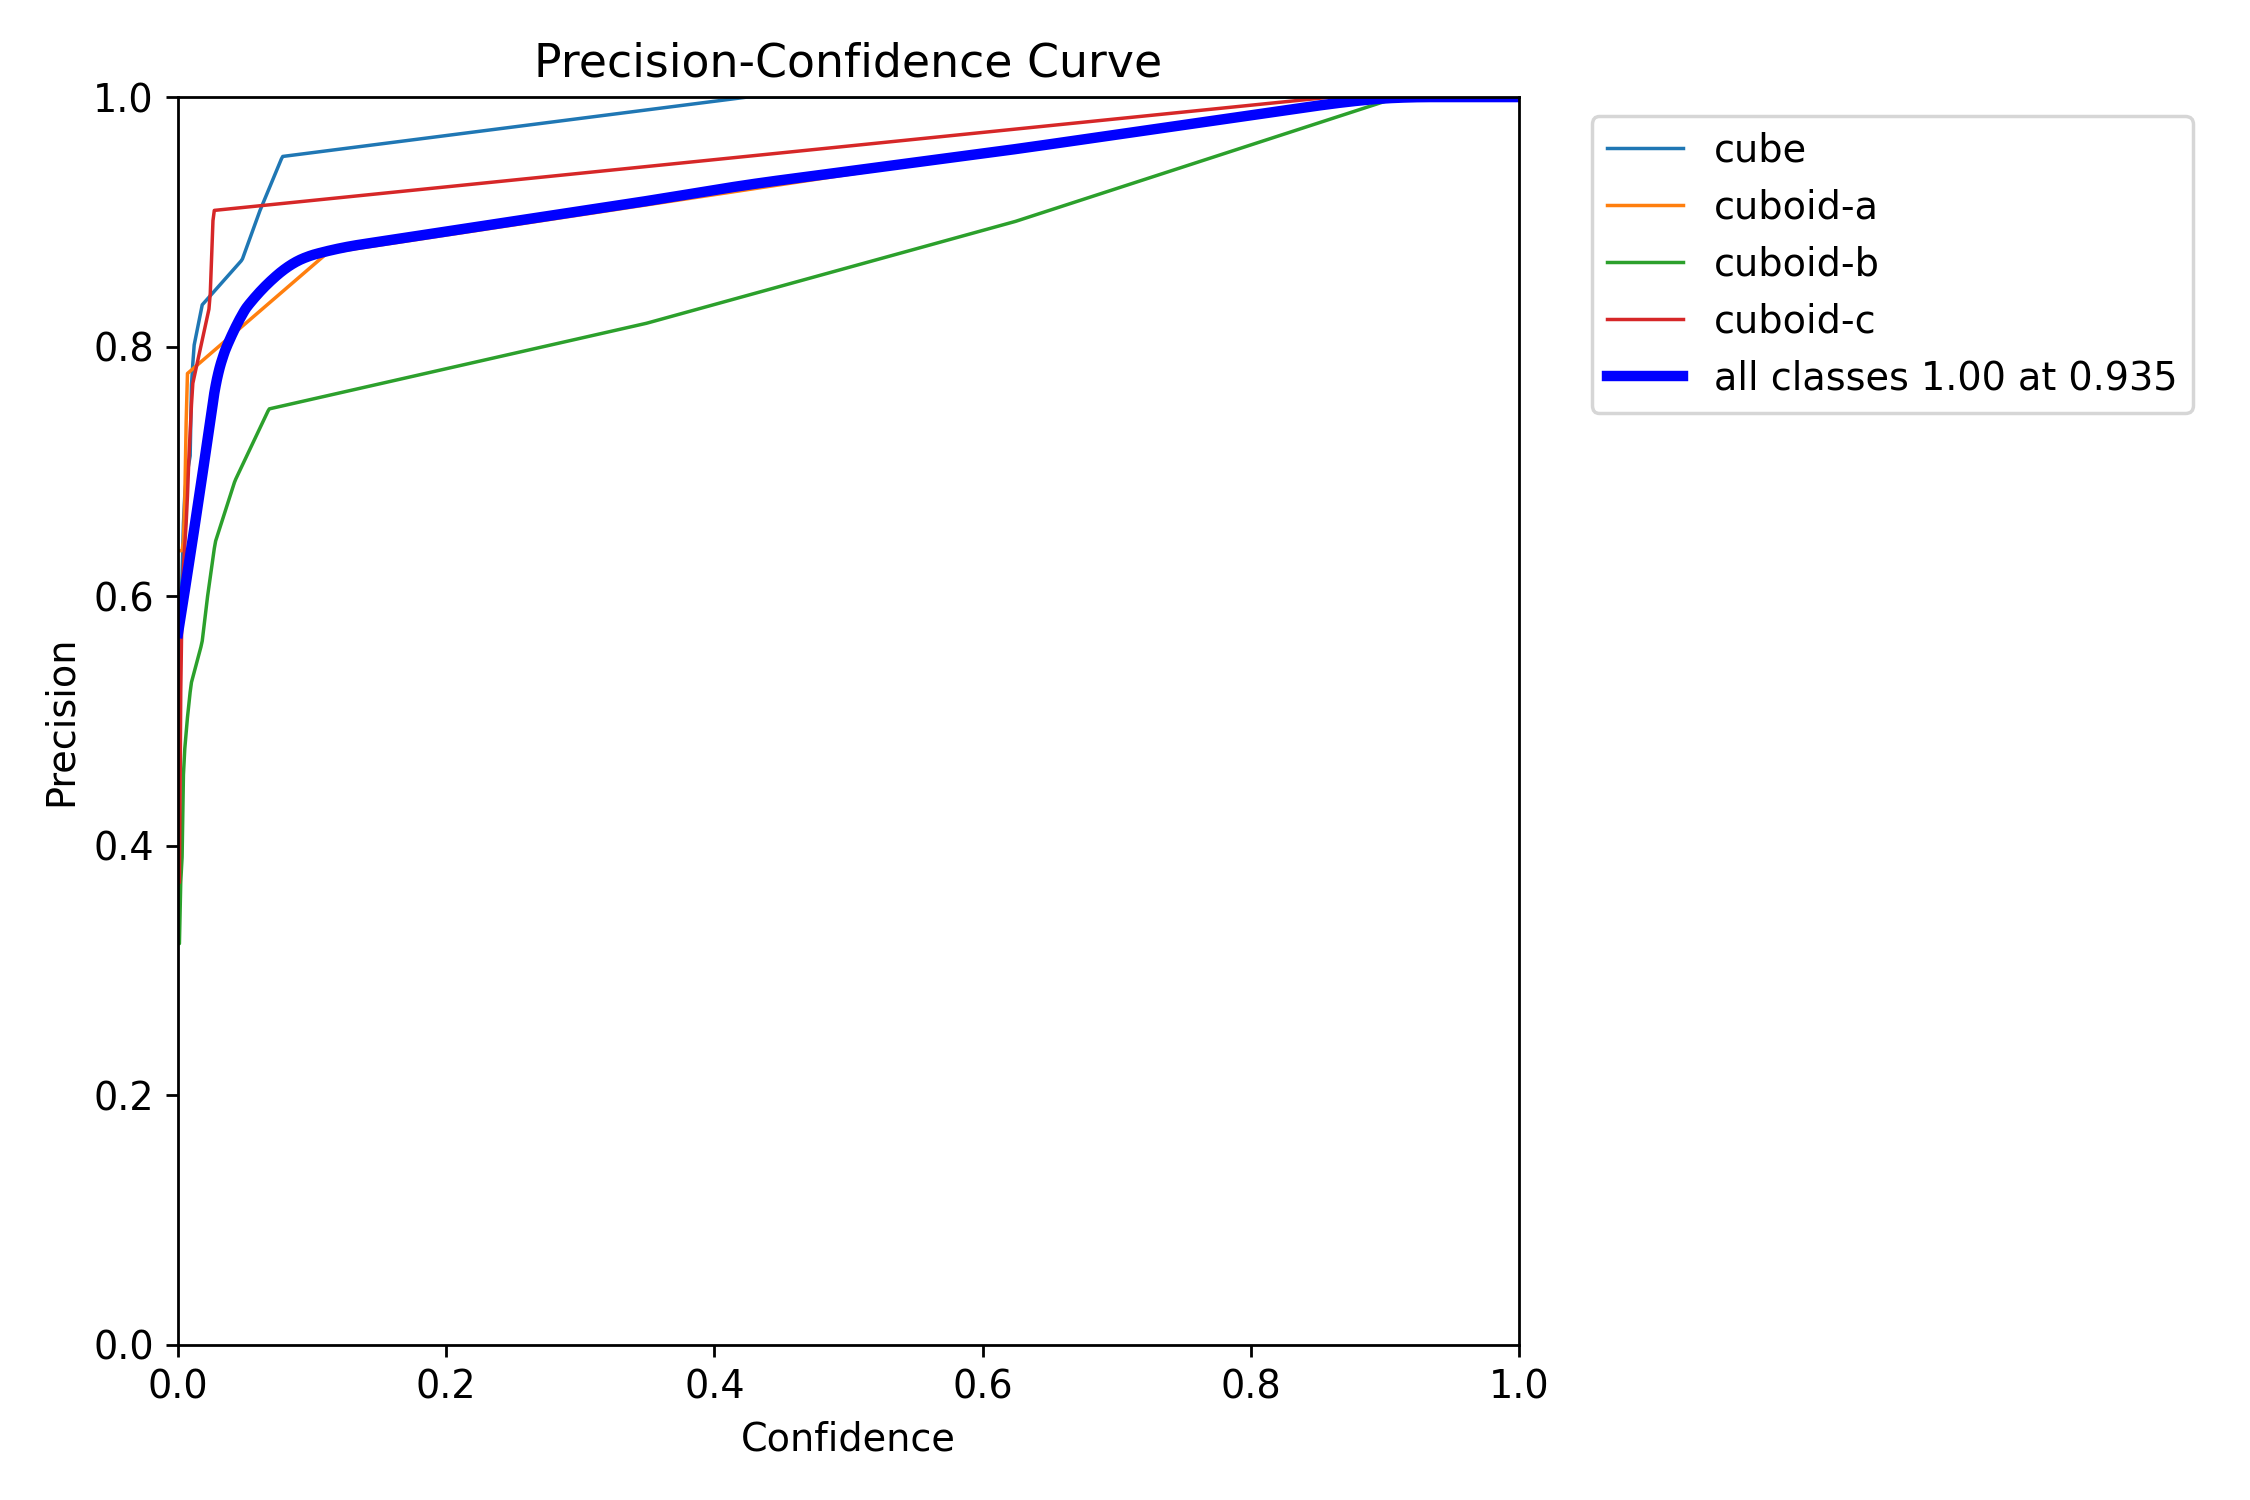 Precision-Confidence Curve
1.0
0.8
0.6
0.4
0.2
0.0
Precision
0.0 0.2 0.4 0.6 0.8 1.0
Confidence
cube
cuboid-a
cuboid-b
cuboid-c
all classes 1.00 at 0.935